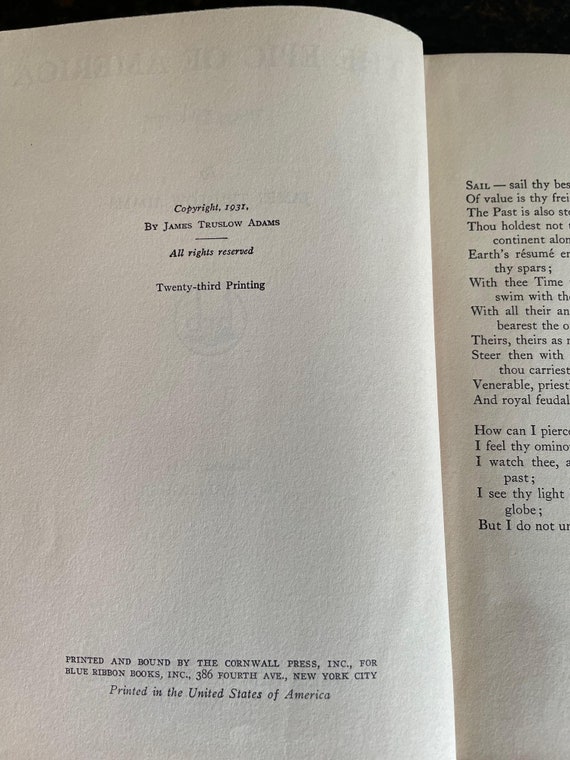 Copyright, 1931,
BY JAMES TRUSLOW ADAMS
All rights reserved
Twenty-third Printing
PRINTED AND BOUND BY THE CORNWALL PRESS, INC., FOR
BLUE RIBBON BOOKS, INC., 386 FOURTH AVE., NEW YORK CITY
Printed in the United States of America
SAIL — sail thy bes
Of value is thy frei
The Past is also sto
Thou holdest not t
continent alon
Earth's résumé en
thy spars;
With thee Time
swim with the
With all their an
bearest the o
Theirs, theirs as m
Steer then with
thou carriest
Venerable, priest
And royal feudal
How can I pierc
I feel thy omino
I watch thee, a
past;
I see thy light
globe;
But I do not un